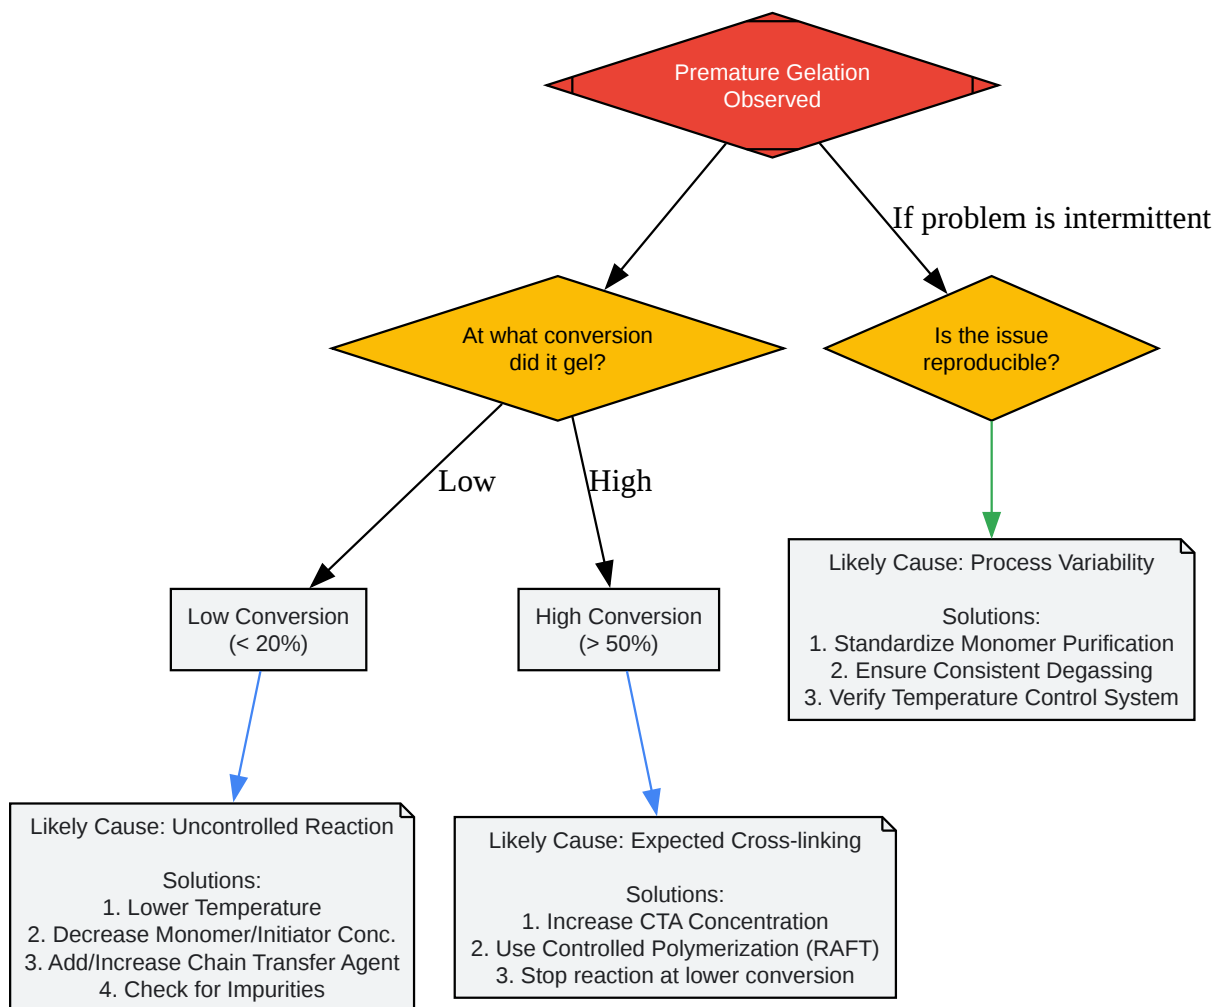 Premature Gelation
Observed
If problem is intermittent
At what conversion
did it gel?
Is the issue
reproducible?
Low
High
Low Conversion
(< 20%)
High Conversion
(> 50%)
Likely Cause: Process Variability
Solutions:
1. Standardize Monomer Purification
2. Ensure Consistent Degassing
3. Verify Temperature Control System
Likely Cause: Uncontrolled Reaction
Solutions:
1. Lower Temperature
2. Decrease Monomer/Initiator Conc.
3. Add/Increase Chain Transfer Agent
4. Check for Impurities
Likely Cause: Expected Cross-linking
Solutions:
1. Increase CTA Concentration
2. Use Controlled Polymerization (RAFT)
3. Stop reaction at lower conversion